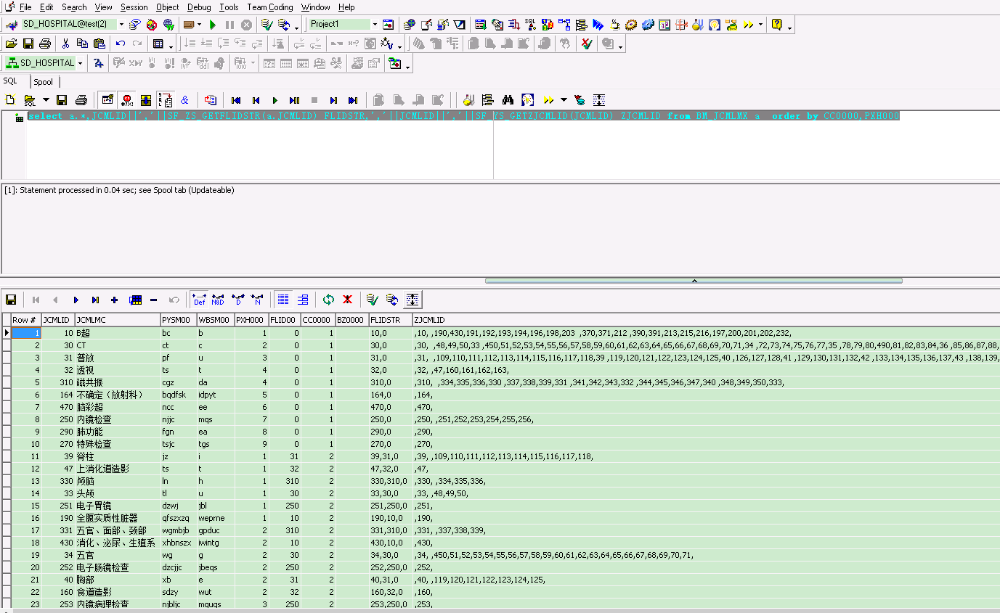 File Edit Search View Session Object Debug Tools Team Coding Window Help
SD_HOSPITAL@test(2) Project1
SD_HOSPITAL
SQL Spool
select a.*,JCMLID||','||SF_ZS_GETFLIDSTR(a.JCMLID) FLIDSTR,','||JCMLID||','||SF_YS_GETZJCMLID(JCMLID) ZJCMLID from BM_JCMLMX a  order by CC0000,PXH000
[1]: Statement processed in 0.04 sec; see Spool tab (Updateable)
Def N&D D N
Row # JCMLID JCMLMC PYSM00 WBSM00 PXH000 FLID00 CC0000 BZ0000 FLIDSTR ZJCMLID
1 10 B超 bc b 1 0 1 10,0 ,10, ,190,430,191,192,193,194,196,198,203 ,370,371,212 ,390,391,213,215,216,197,200,201,202,232,
2 30 CT ct c 2 0 1 30,0 ,30, ,48,49,50,33 ,450,51,52,53,54,55,56,57,58,59,60,61,62,63,64,65,66,67,68,69,70,71,34 ,72,73,74,75,76,77,35 ,78,79,80,490,81,82,83,84,36 ,85,86,87,88,
3 31 普放 pf u 3 0 1 31,0 ,31, ,109,110,111,112,113,114,115,116,117,118,39 ,119,120,121,122,123,124,125,40 ,126,127,128,41 ,129,130,131,132,42 ,133,134,135,136,137,43 ,138,139,
4 32 透视 ts t 4 0 1 32,0 ,32, ,47,160,161,162,163,
5 310 磁共振 cgz da 4 0 1 310,0 ,310, ,334,335,336,330 ,337,338,339,331 ,341,342,343,332 ,344,345,346,347,340 ,348,349,350,333,
6 164 不确定（放射科） bqdfsk idpyt 5 0 1 164,0 ,164,
7 470 脑彩超 ncc ee 6 0 1 470,0 ,470,
8 250 内镜检查 njjc mqs 7 0 1 250,0 ,250, ,251,252,253,254,255,256,
9 290 肺功能 fgn ea 8 0 1 290,0 ,290,
10 270 特殊检查 tsjc tgs 9 0 1 270,0 ,270,
11 39 脊柱 jz i 1 31 2 39,31,0 ,39, ,109,110,111,112,113,114,115,116,117,118,
12 47 上消化道造影 ts t 1 32 2 47,32,0 ,47,
13 330 颅脑 ln h 1 310 2 330,310,0 ,330, ,334,335,336,
14 33 头颅 tl u 1 30 2 33,30,0 ,33, ,48,49,50,
15 251 电子胃镜 dzwj jbl 1 250 2 251,250,0 ,251,
16 190 全腹实质性脏器 qfszxzq weprne 1 10 2 190,10,0 ,190,
17 331 五官、面部、颈部 wgmbjb gpduc 2 310 2 331,310,0 ,331, ,337,338,339,
18 430 消化、泌尿、生殖系 xhbnszx iwintg 2 10 2 430,10,0 ,430,
19 34 五官 wg g 2 30 2 34,30,0 ,34, ,450,51,52,53,54,55,56,57,58,59,60,61,62,63,64,65,66,67,68,69,70,71,
20 252 电子肠镜检查 dzcjjc jbeqs 2 250 2 252,250,0 ,252,
21 40 胸部 xb e 2 31 2 40,31,0 ,40, ,119,120,121,122,123,124,125,
22 160 食道造影 sdzy wut 2 32 2 160,32,0 ,160,
23 253 内镜病理检查 njbljc muqgs 3 250 2 253,250,0 ,253,